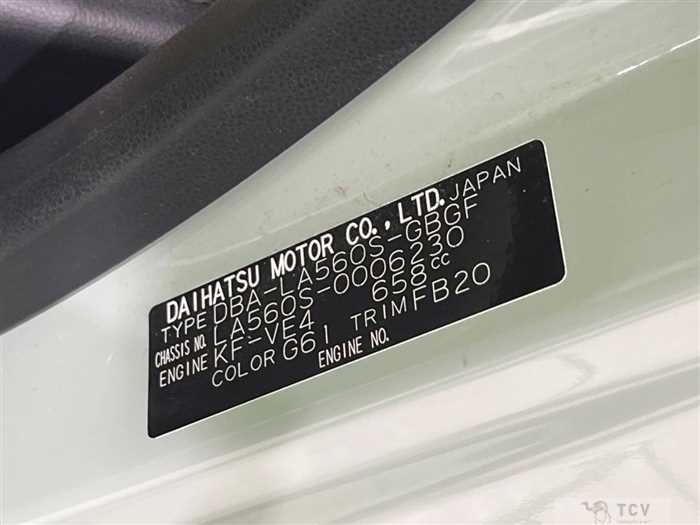 DAIHATSU MOTOR CO., LTD. JAPAN
TYPE DBA-LA560S-GBGF
CHASSIS NO. LA560S-0006230
ENGINE KF-VE4 658cc
COLOR G61 TRIM FB20
ENGINE NO.
TCV